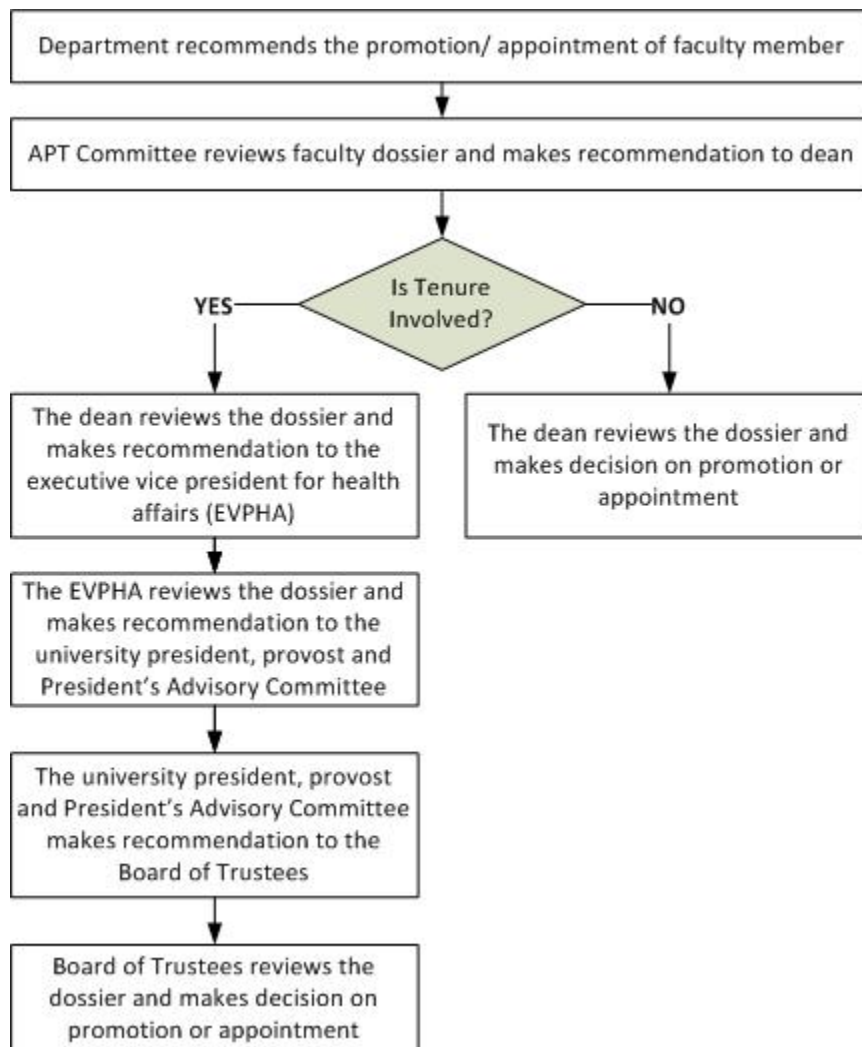 Department recommends the promotion/ appointment of faculty member
APT Committee reviews faculty dossier and makes recommendation to dean
Is Tenure
Involved?
YES
NO
The dean reviews the dossier and
makes recommendation to the
executive vice president for health
affairs (EVPHA)
The dean reviews the dossier and
makes decision on promotion or
appointment
The EVPHA reviews the dossier and
makes recommendation to the
university president, provost and
President’s Advisory Committee
The university president, provost
and President’s Advisory Committee
makes recommendation to the
Board of Trustees
Board of Trustees reviews the
dossier and makes decision on
promotion or appointment